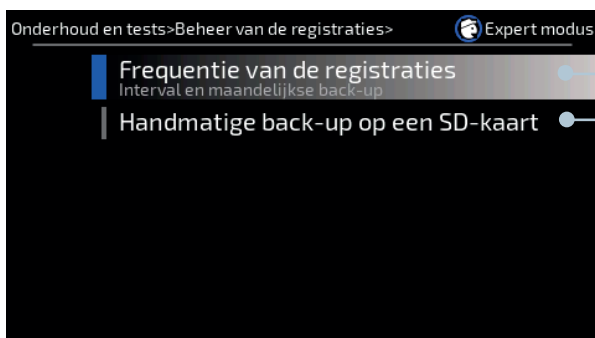 Onderhoud en tests>Beheer van de registraties> Expert modus
Frequentie van de registraties
Interval en maandelijkse back-up
Handmatige back-up op een SD-kaart